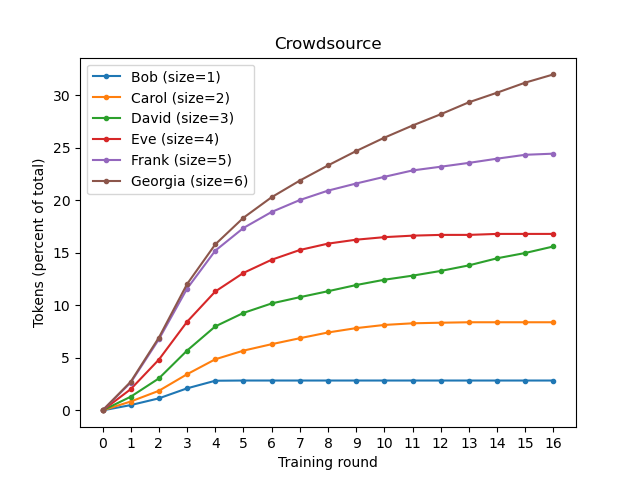 Crowdsource
Bob (size=1)
Carol (size=2)
David (size=3)
Eve (size=4)
Frank (size=5)
Georgia (size=6)
Tokens (percent of total)
30
25
20
15
10
5
0
0 1 2 3 4 5 6 7 8 9 10 11 12 13 14 15 16
Training round